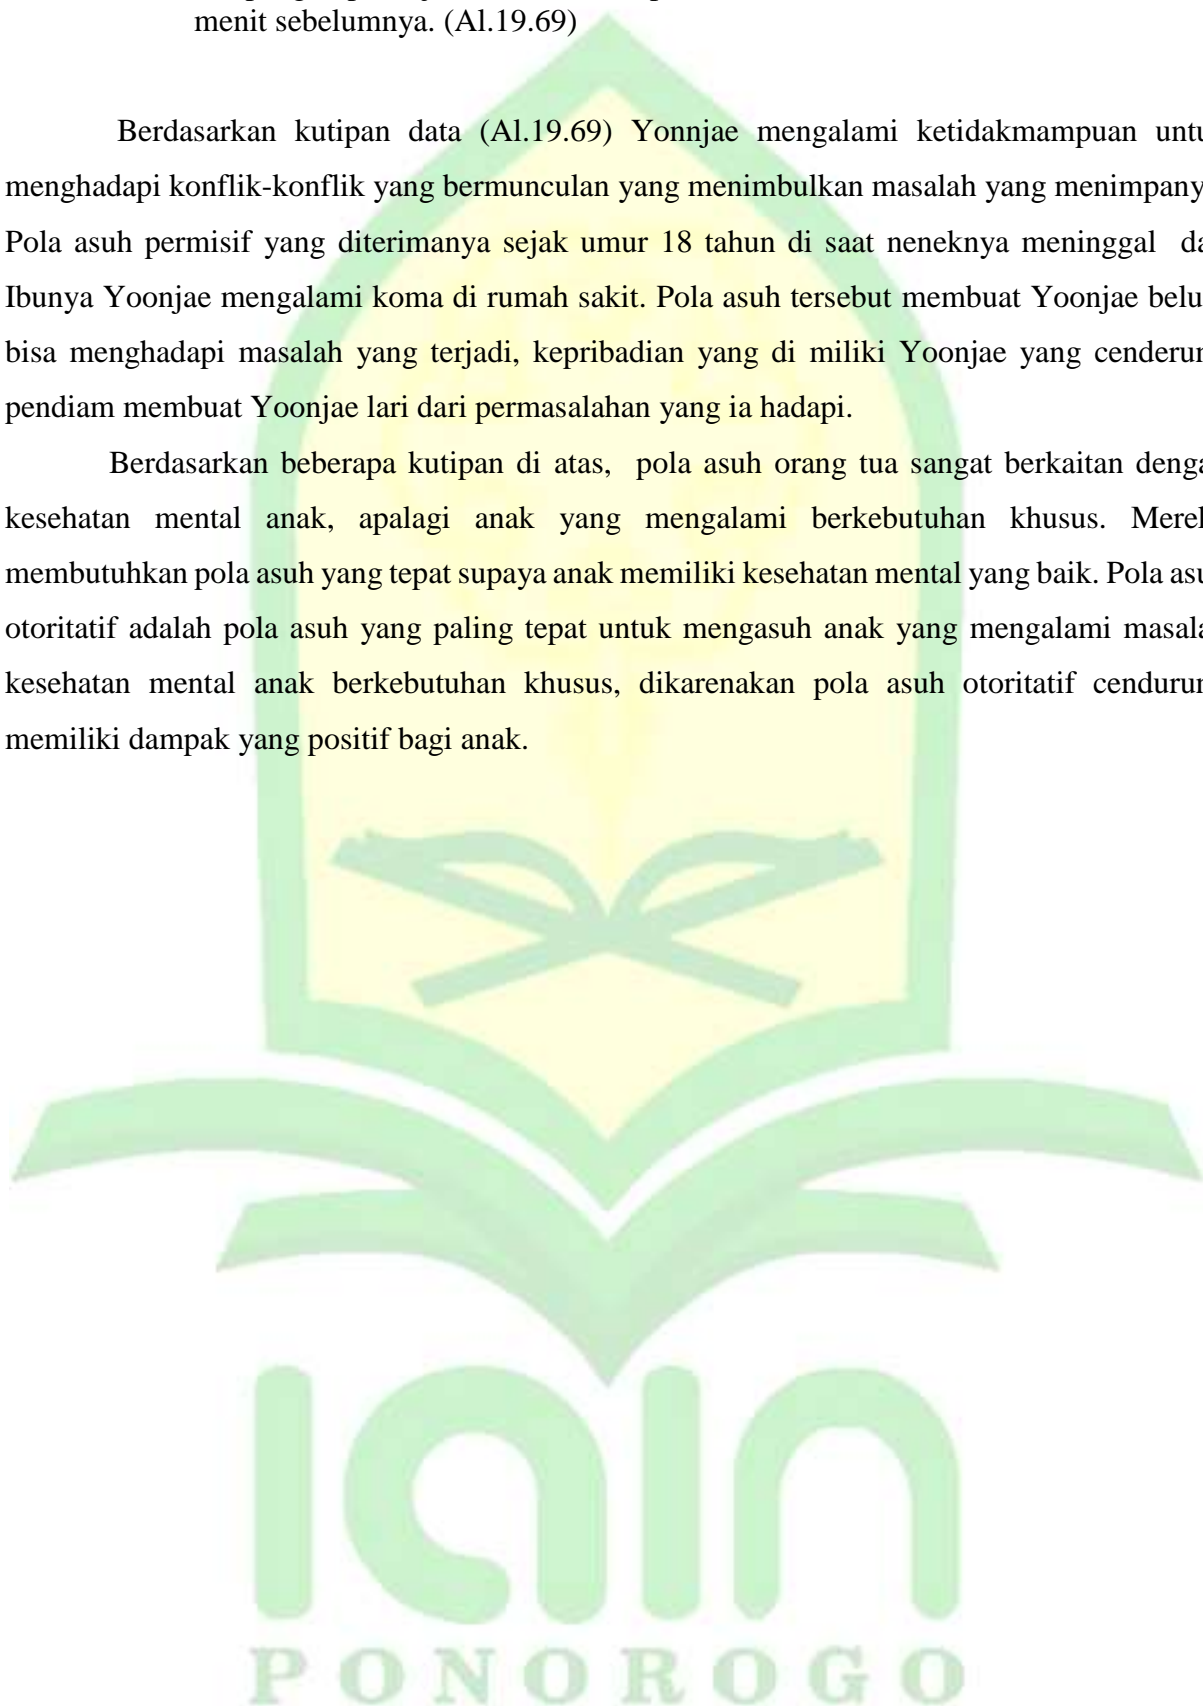 menit sebelumnya. (Al.19.69)
Berdasarkan kutipan data (Al.19.69) Yonnjae mengalami ketidakmampuan untu
menghadapi konflik-konflik yang bermunculan yang menimbulkan masalah yang menimpany
Pola asuh permisif yang diterimanya sejak umur 18 tahun di saat neneknya meninggal da
Ibunya Yoonjae mengalami koma di rumah sakit. Pola asuh tersebut membuat Yoonjae belu
bisa menghadapi masalah yang terjadi, kepribadian yang di miliki Yoonjae yang cenderun
pendiam membuat Yoonjae lari dari permasalahan yang ia hadapi.
Berdasarkan beberapa kutipan di atas, pola asuh orang tua sangat berkaitan denga
kesehatan mental anak, apalagi anak yang mengalami berkebutuhan khusus. Merek
membutuhkan pola asuh yang tepat supaya anak memiliki kesehatan mental yang baik. Pola asu
otoritatif adalah pola asuh yang paling tepat untuk mengasuh anak yang mengalami masala
kesehatan mental anak berkebutuhan khusus, dikarenakan pola asuh otoritatif cendurun
memiliki dampak yang positif bagi anak.
iain
PONOROGO